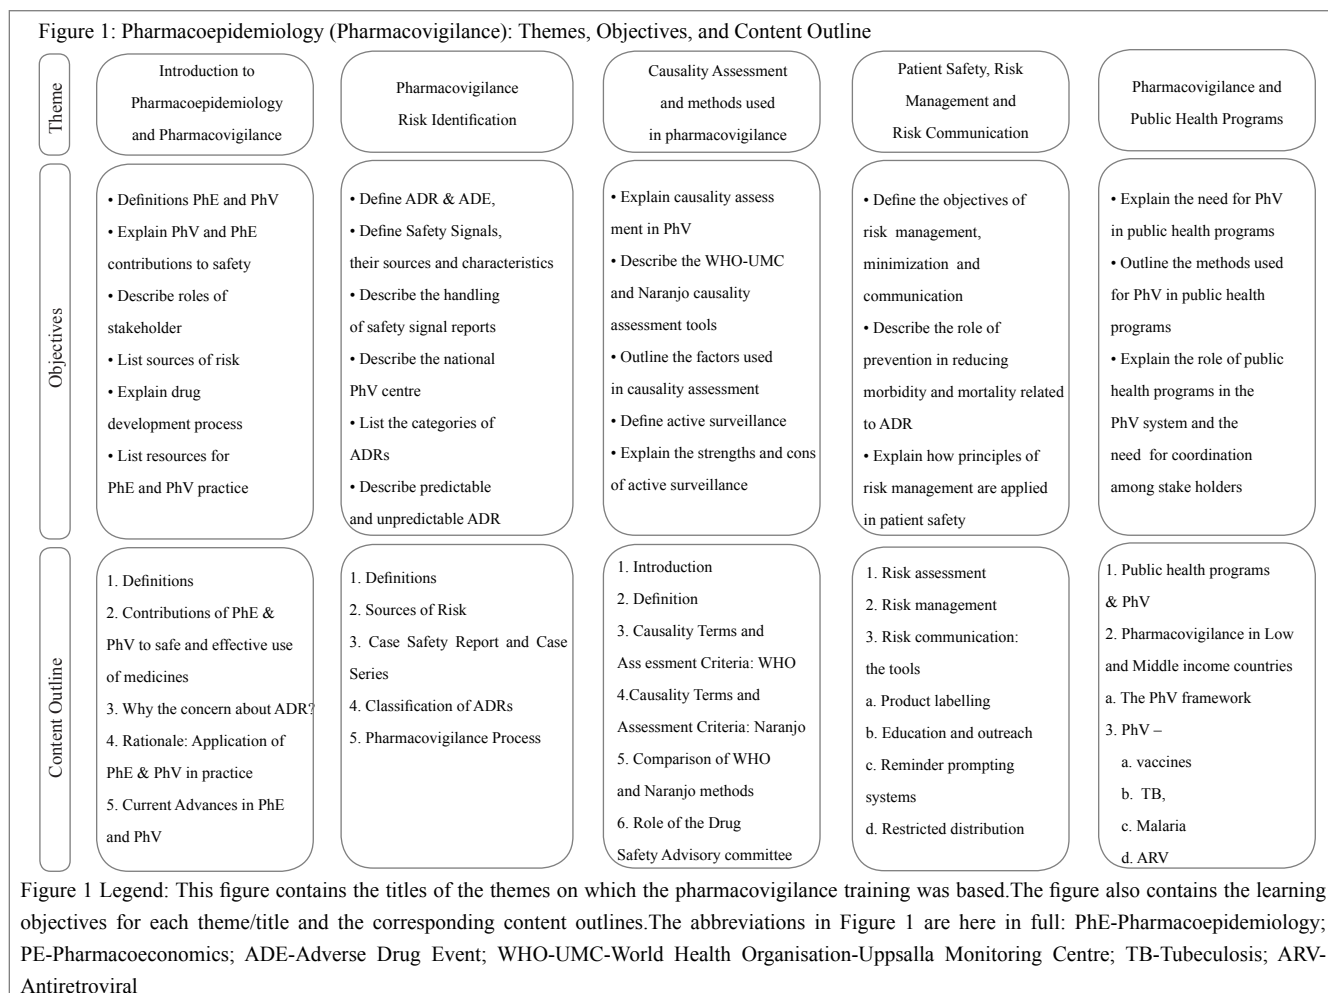 Figure 1: Pharmacoepidemiology (Pharmacovigilance): Themes, Objectives, and Content Outline
Theme
Introduction to
Pharmacoepidemiology
and Pharmacovigilance
Pharmacovigilance
Risk Identification
Causality Assessment
and methods used
in pharmacovigilance
Patient Safety, Risk
Management and
Risk Communication
Pharmacovigilance and
Public Health Programs
Objectives
• Definitions PhE and PhV
• Explain PhV and PhE
contributions to safety
• Describe roles of
stakeholder
• List sources of risk
• Explain drug
development process
• List resources for
PhE and PhV practice
• Define ADR & ADE,
• Define Safety Signals,
their sources and characteristics
• Describe the handling
of safety signal reports
• Describe the national
PhV centre
• List the categories of
ADRs
• Describe predictable
and unpredictable ADR
• Explain causality assess
ment in PhV
• Describe the WHO-UMC
and Naranjo causality
assessment tools
• Outline the factors used
in causality assessment
• Define active surveillance
• Explain the strengths and cons
of active surveillance
• Define the objectives of
risk management,
minimization and
communication
• Describe the role of
prevention in reducing
morbidity and mortality related
to ADR
• Explain how principles of
risk management are applied
in patient safety
• Explain the need for PhV
in public health programs
• Outline the methods used
for PhV in public health
programs
• Explain the role of public
health programs in the
PhV system and the
need for coordination
among stake holders
Content Outline
1. Definitions
2. Contributions of PhE &
PhV to safe and effective use
of medicines
3. Why the concern about ADR?
4. Rationale: Application of
PhE & PhV in practice
5. Current Advances in PhE
and PhV
1. Definitions
2. Sources of Risk
3. Case Safety Report and Case
Series
4. Classification of ADRs
5. Pharmacovigilance Process
1. Introduction
2. Definition
3. Causality Terms and
Ass essment Criteria: WHO
4.Causality Terms and
Assessment Criteria: Naranjo
5. Comparison of WHO
and Naranjo methods
6. Role of the Drug
Safety Advisory committee
1. Risk assessment
2. Risk management
3. Risk communication:
the tools
a. Product labelling
b. Education and outreach
c. Reminder prompting
systems
d. Restricted distribution
1. Public health programs
& PhV
2. Pharmacovigilance in Low
and Middle income countries
a. The PhV framework
3. PhV –
a. vaccines
b. TB,
c. Malaria
d. ARV
Figure 1 Legend: This figure contains the titles of the themes on which the pharmacovigilance training was based.The figure also contains the learning
objectives for each theme/title and the corresponding content outlines.The abbreviations in Figure 1 are here in full: PhE-Pharmacoepidemiology;
PE-Pharmacoeconomics; ADE-Adverse Drug Event; WHO-UMC-World Health Organisation-Uppsalla Monitoring Centre; TB-Tubeculosis; ARV-
Antiretroviral